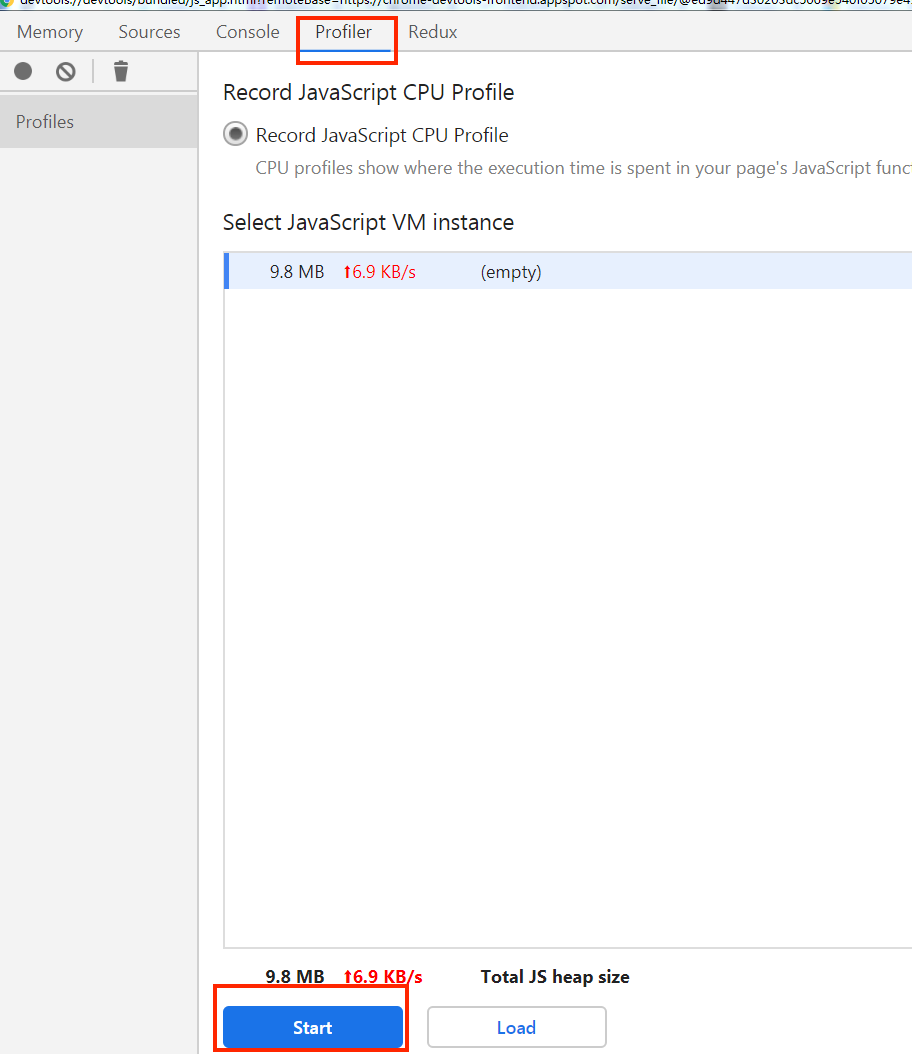 Memory Sources Console Profiler Redux
Profiles
Record JavaScript CPU Profile
Record JavaScript CPU Profile
CPU profiles show where the execution time is spent in your page's JavaScript
Select JavaScript VM instance
9.8 MB ⬆6.9 KB/s (empty)
9.8 MB ⬆6.9 KB/s Total JS heap size
Start Load